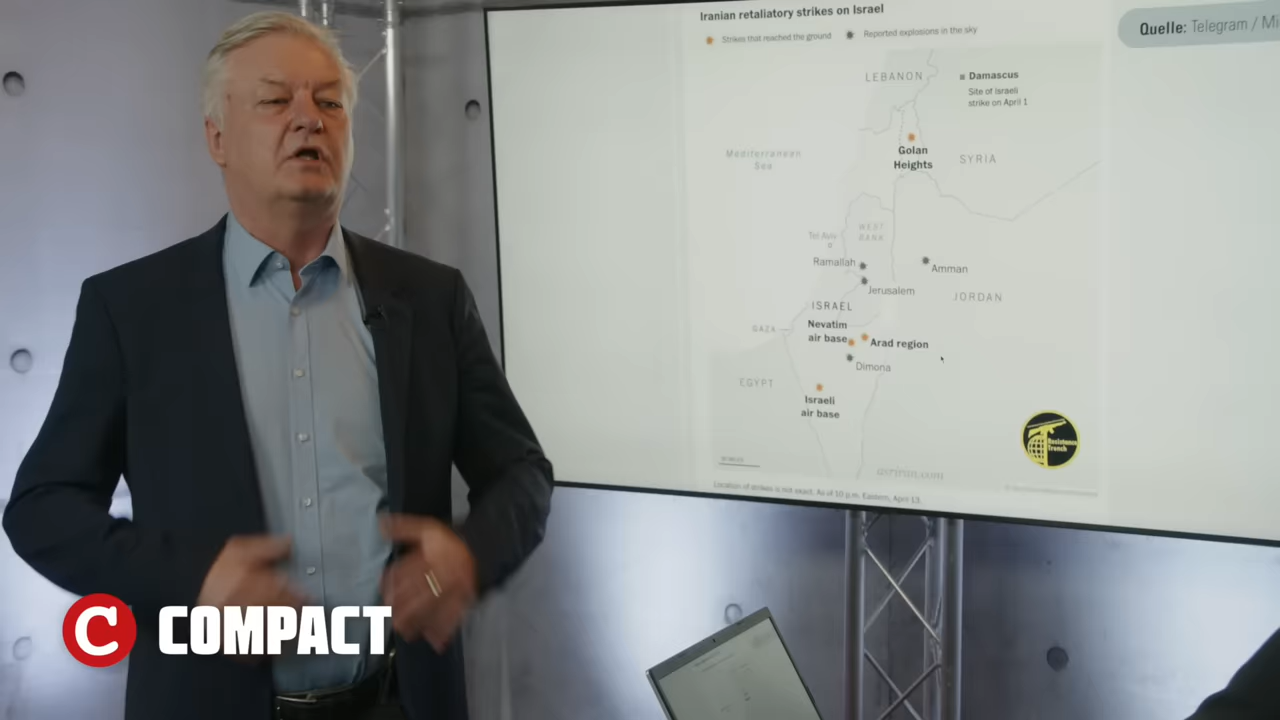 Iranian retaliatory strikes on Israel
Strikes that reached the ground
Reported explosions in the sky
Quelle: Telegram / Mi
LEBANON
Damascus
Site of Israeli
strike on April 1
Golan
Heights
Mediterranean
Sea
SYRIA
WEST
BANK
Tel Aviv
Ramallah
Amman
Jerusalem
JORDAN
ISRAEL
GAZA
Nevatim
air base
Arad region
Dimona
EGYPT
Israeli
air base
Resistance
Trench
Location of strikes is not exact. As of 10 p.m. Eastern, April 13.
C COMPACT